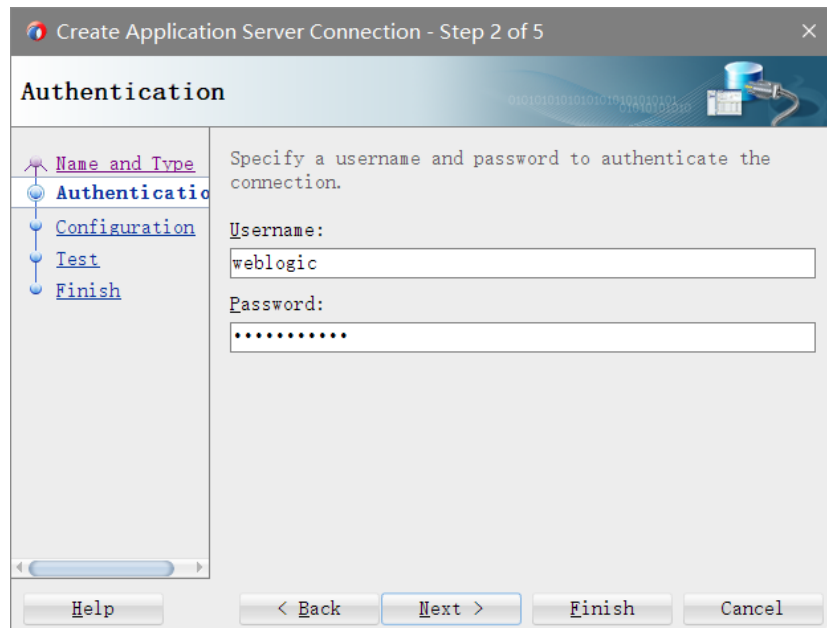 Create Application Server Connection - Step 2 of 5
Authentication
Name and Type
Authenticatio
Configuration
Test
Finish
Specify a username and password to authenticate the
connection.
Username:
weblogic
Password:
•••••••••••
Help
< Back
Next >
Finish
Cancel